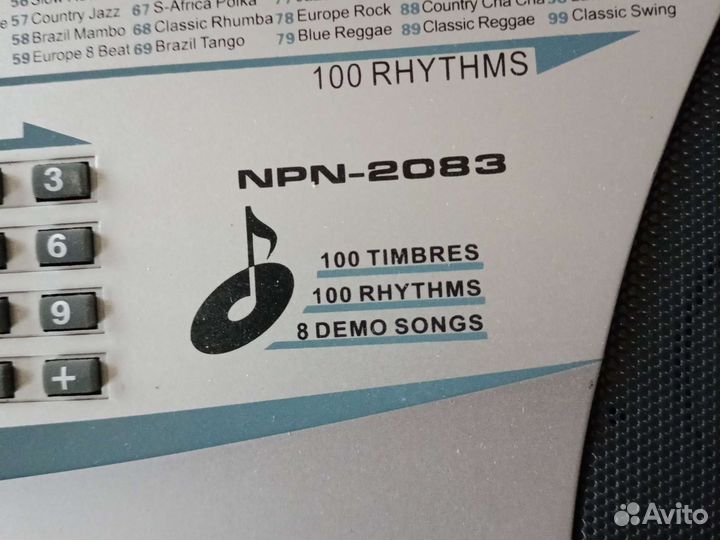 57 Country Jazz 67 S-Africa Polka
58 Brazil Mambo 68 Classic Rhumba 78 Europe Rock 88 Country Cha Cha
59 Europe 8 Beat 69 Brazil Tango 79 Blue Reggae 89 Classic Reggae 99 Classic Swing
100 RHYTHMS
3
NPN-2083
6
100 TIMBRES
100 RHYTHMS
9
8 DEMO SONGS
+
Avito